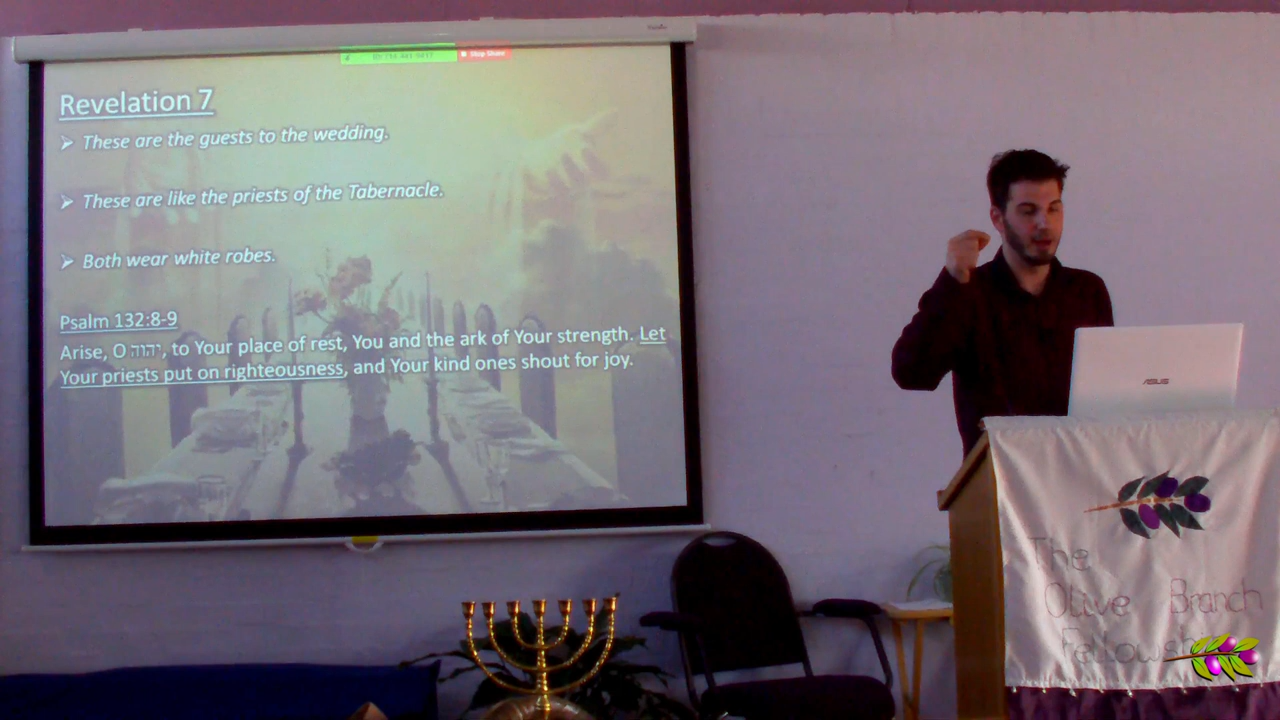 Stop Share
Revelation 7
➢ These are the guests to the wedding.
➢ These are like the priests of the Tabernacle.
➢ Both wear white robes.
Psalm 132:8-9
Arise, O יהוה, to Your place of rest, You and the ark of Your strength. Let
Your priests put on righteousness, and Your kind ones shout for joy.
ASUS
The
Olive Branch